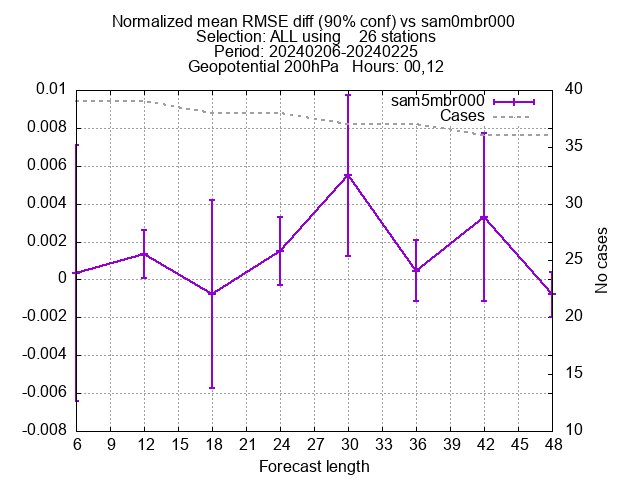 Normalized mean RMSE diff (90% conf) vs sam0mbr000
Selection: ALL using    26 stations
Period: 20240206-20240225
Geopotential 200hPa   Hours: 00,12
sam5mbr000
Cases
0.01
0.008
0.006
0.004
0.002
0
-0.002
-0.004
-0.006
-0.008
40
35
30
25
20
15
10
No cases
6 9 12 15 18 21 24 27 30 33 36 39 42 45 48
Forecast length